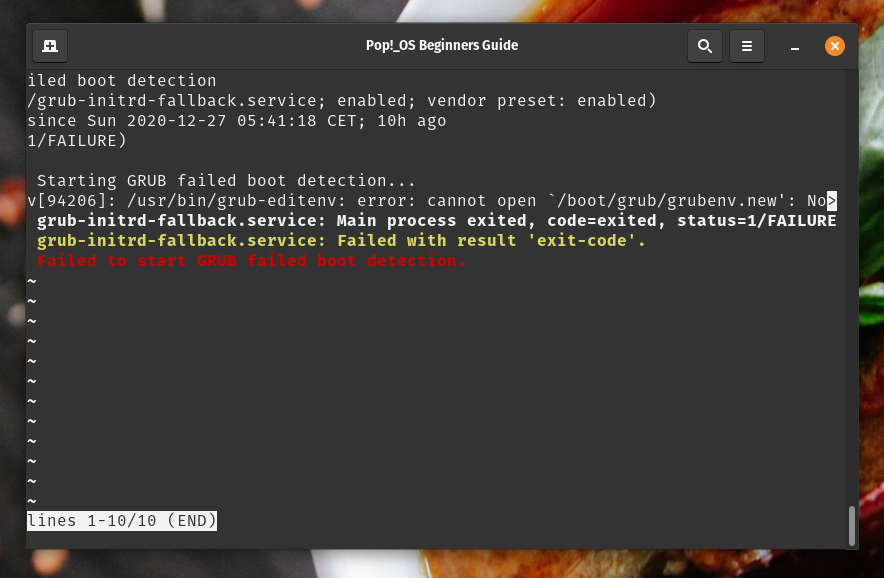 Pop!_OS Beginners Guide
iled boot detection
/grub-initrd-fallback.service; enabled; vendor preset: enabled)
since Sun 2020-12-27 05:41:18 CET; 10h ago
1/FAILURE)
Starting GRUB failed boot detection...
v[94206]: /usr/bin/grub-editenv: error: cannot open `/boot/grub/grubenv.new': No>
grub-initrd-fallback.service: Main process exited, code=exited, status=1/FAILURE
grub-initrd-fallback.service: Failed with result 'exit-code'.
Failed to start GRUB failed boot detection.
~
~
~
~
~
~
~
~
~
~
~
~
lines 1-10/10 (END)